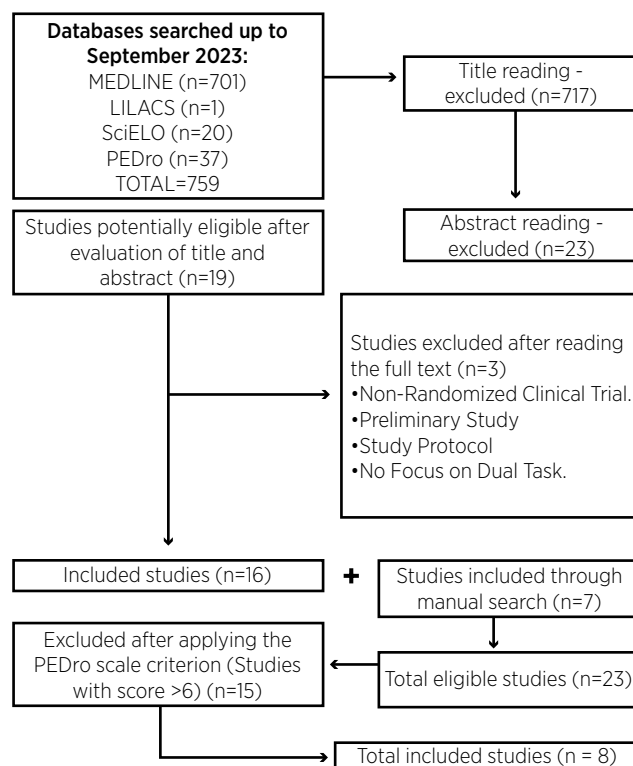 Databases searched up to
September 2023:
MEDLINE (n=701)
LILACS (n=1)
SciELO (n=20)
PEDro (n=37)
TOTAL=759
Title reading -
excluded (n=717)
Abstract reading -
excluded (n=23)
Studies potentially eligible after
evaluation of title and
abstract (n=19)
Studies excluded after reading
the full text (n=3)
•Non-Randomized Clinical Trial.
•Preliminary Study
•Study Protocol
•No Focus on Dual Task.
Included studies (n=16)
+
Studies included through
manual search (n=7)
Excluded after applying the
PEDro scale criterion (Studies
with score >6) (n=15)
Total eligible studies (n=23)
Total included studies (n = 8)